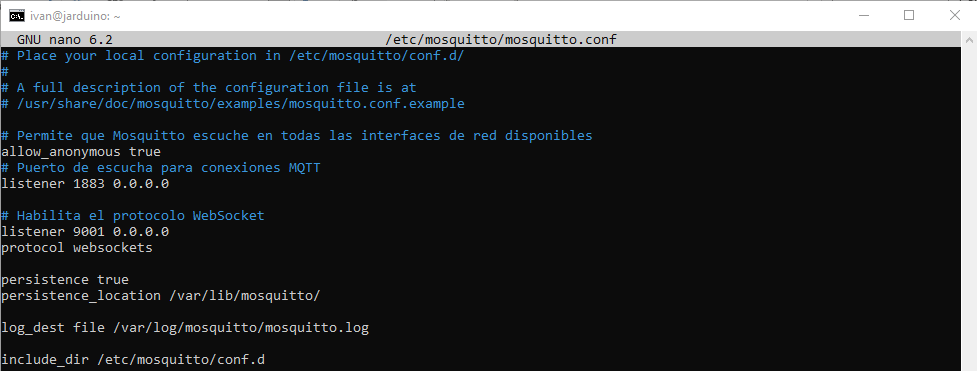 ivan@jarduino: ~
GNU nano 6.2 /etc/mosquitto/mosquitto.conf
# Place your local configuration in /etc/mosquitto/conf.d/
#
# A full description of the configuration file is at
# /usr/share/doc/mosquitto/examples/mosquitto.conf.example
# Permite que Mosquitto escuche en todas las interfaces de red disponibles
allow_anonymous true
# Puerto de escucha para conexiones MQTT
listener 1883 0.0.0.0
# Habilita el protocolo WebSocket
listener 9001 0.0.0.0
protocol websockets
persistence true
persistence_location /var/lib/mosquitto/
log_dest file /var/log/mosquitto/mosquitto.log
include_dir /etc/mosquitto/conf.d